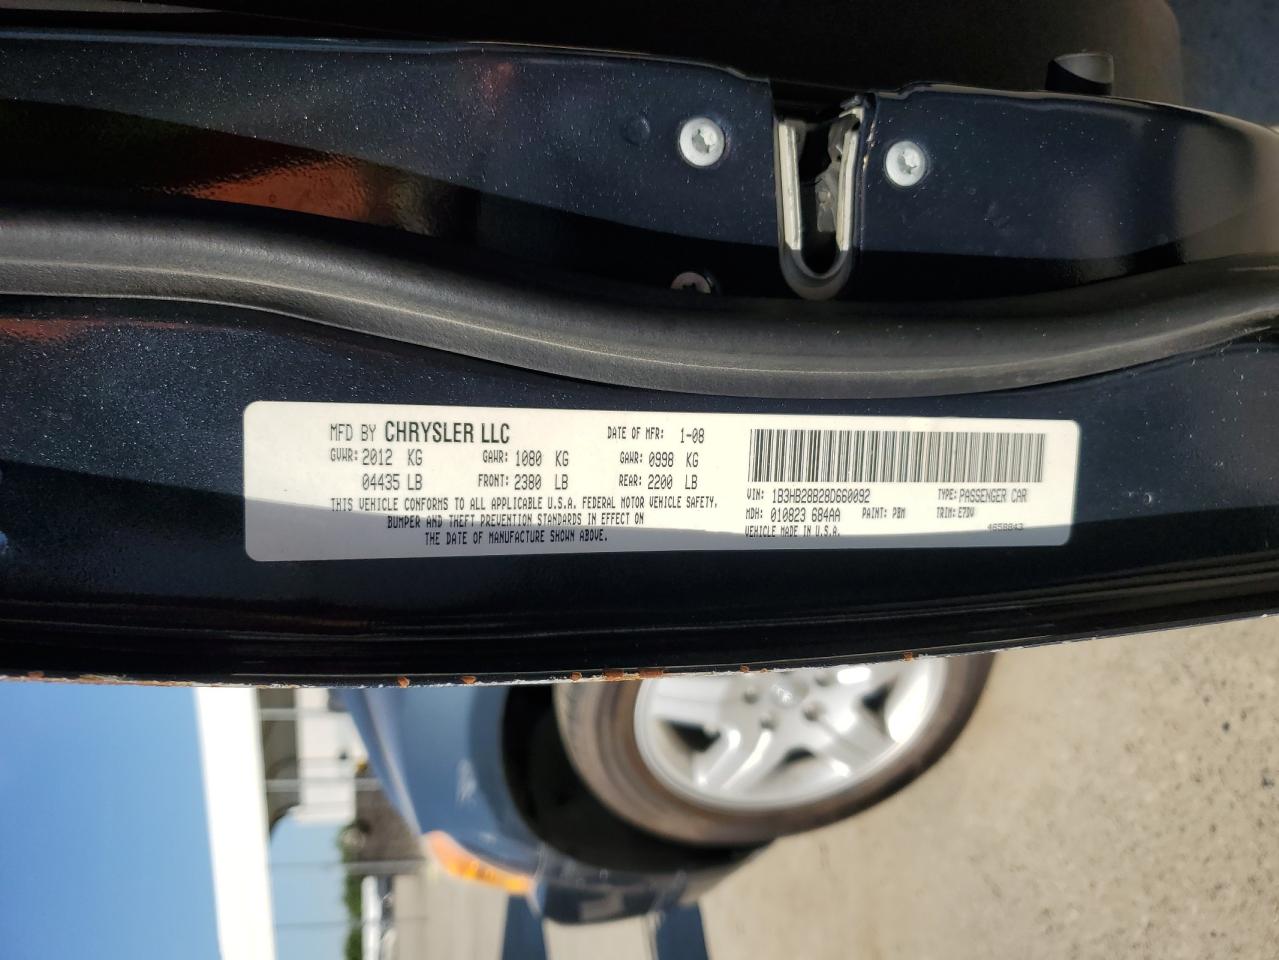 MFD BY CHRYSLER LLC DATE OF MFR: 1-08
GVWR: 2012 KG GAWR: 1080 KG GAWR: 0998 KG
04435 LB FRONT: 2380 LB REAR: 2200 LB
THIS VEHICLE CONFORMS TO ALL APPLICABLE U.S.A. FEDERAL MOTOR VEHICLE SAFETY,
BUMPER AND THEFT PREVENTION STANDARDS IN EFFECT ON
THE DATE OF MANUFACTURE SHOWN ABOVE.
VIN: 1B3HB28B28D660092 TYPE: PASSENGER CAR
MDH: 010823 684AA PAINT: PBM TRIM: E7DV
VEHICLE MADE IN U.S.A. 4658843